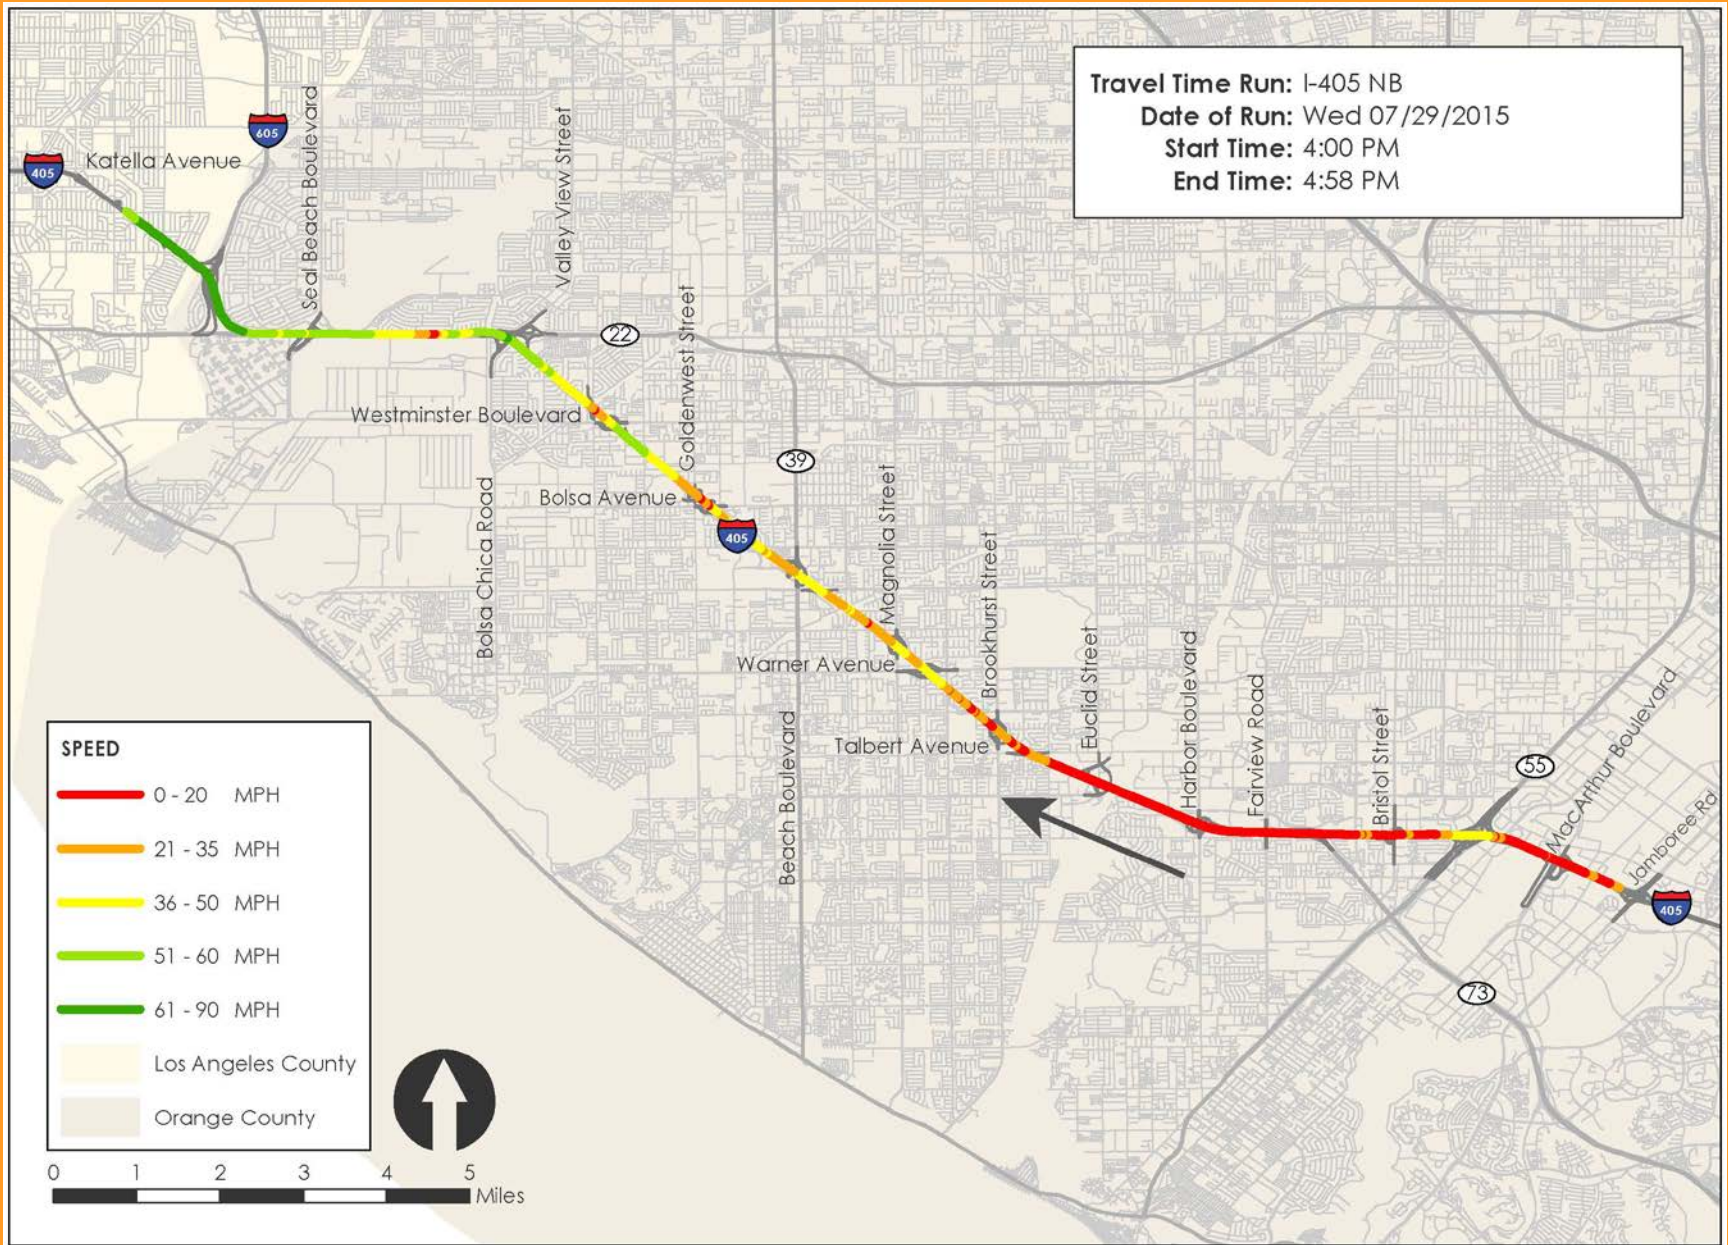 Travel Time Run: I-405 NB
Date of Run: Wed 07/29/2015
Start Time: 4:00 PM
End Time: 4:58 PM
605
405
Katella Avenue
Seal Beach Boulevard
Valley View Street
22
Goldenwest Street
Westminster Boulevard
39
Bolsa Avenue
405
Bolsa Chica Road
Magnolia Street
Brookhurst Street
Warner Avenue
Euclid Street
Harbor Boulevard
Fairview Road
Bristol Street
Talbert Avenue
Beach Boulevard
55
MacArthur Boulevard
Jamboree Rd
405
73
SPEED
0 - 20 MPH
21 - 35 MPH
36 - 50 MPH
51 - 60 MPH
61 - 90 MPH
Los Angeles County
Orange County
0 1 2 3 4 5
Miles